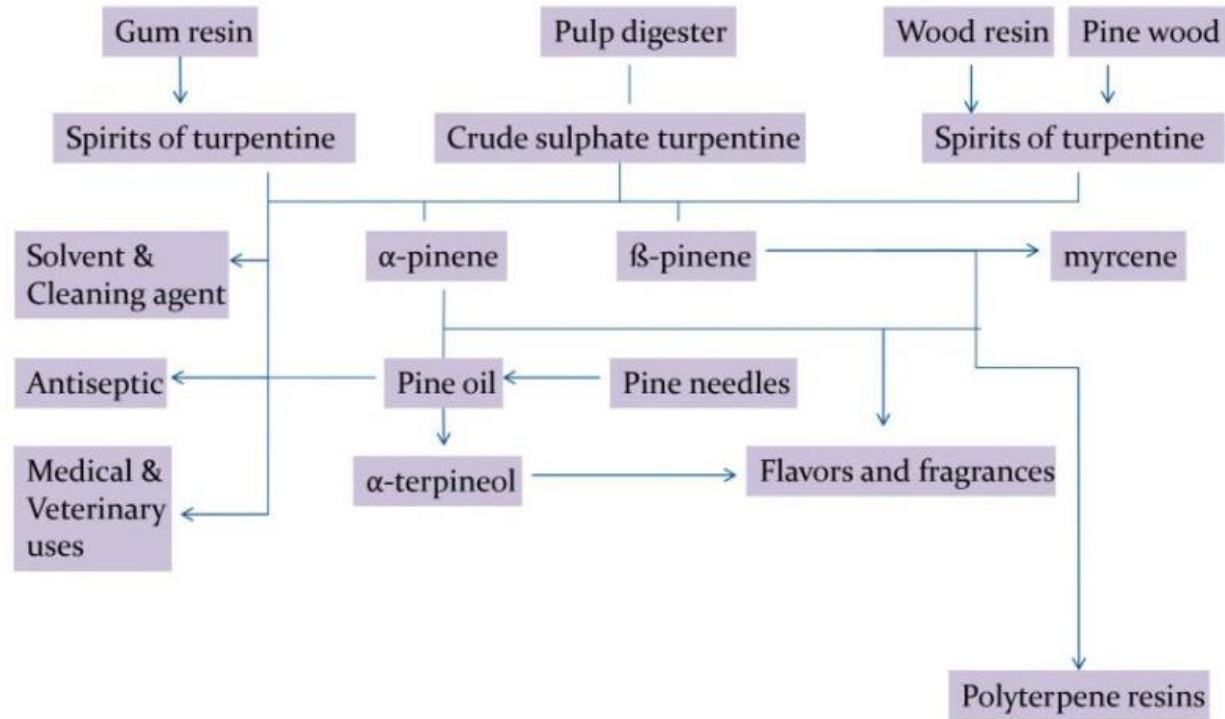 Gum resin
Pulp digester
Wood resin
Pine wood
Spirits of turpentine
Crude sulphate turpentine
Spirits of turpentine
Solvent &
Cleaning agent
α-pinene
ß-pinene
myrcene
Antiseptic
Pine oil
Pine needles
Medical &
Veterinary
uses
α-terpineol
Flavors and fragrances
Polyterpene resins